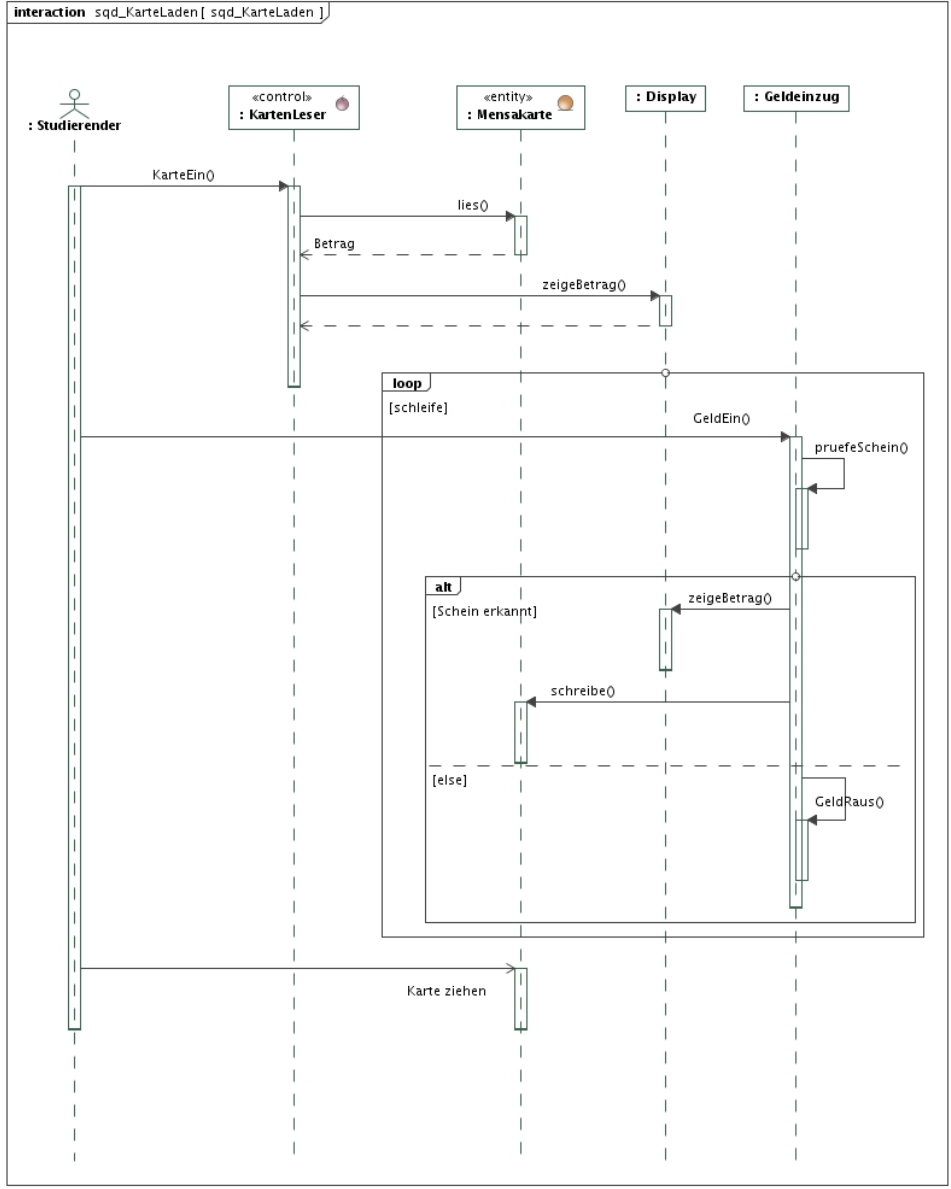 interaction sqd_KarteLaden [ sqd_KarteLaden ]
: Studierender
«control»
: KartenLeser
«entity»
: Mensakarte
: Display
: Geldeinzug
KarteEin()
lies()
Betrag
zeigeBetrag()
loop
[schleife]
GeldEin()
pruefeSchein()
alt
[Schein erkannt]
zeigeBetrag()
schreibe()
[else]
GeldRaus()
Karte ziehen